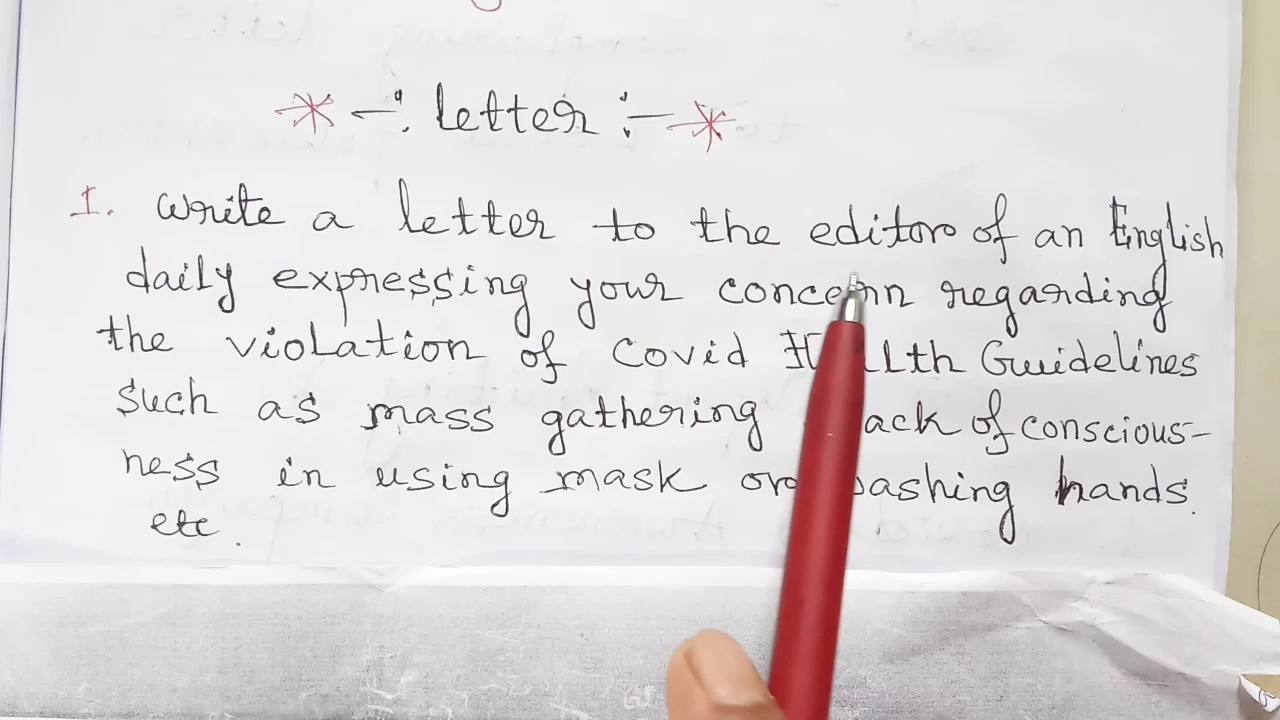 * -: Letter :- *
1. Write a letter to the editor of an English
daily expressing your concern regarding
the violation of Covid Guidelines
such as mass gathering of conscious-
ness in using mask or hands.
etc.